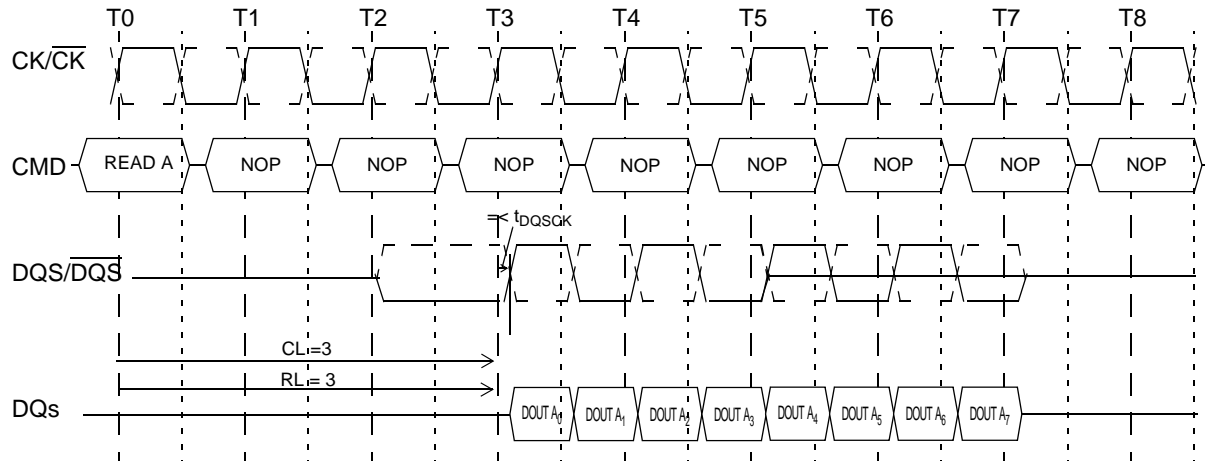 T0 T1 T2 T3 T4 T5 T6 T7 T8
CK/CK
CMD READ A NOP NOP NOP NOP NOP NOP NOP NOP
=< tDQSCK
DQS/DQS
CL =3
RL = 3
DQs DOUT A0 DOUT A1 DOUT A2 DOUT A3 DOUT A4 DOUT A5 DOUT A6 DOUT A7